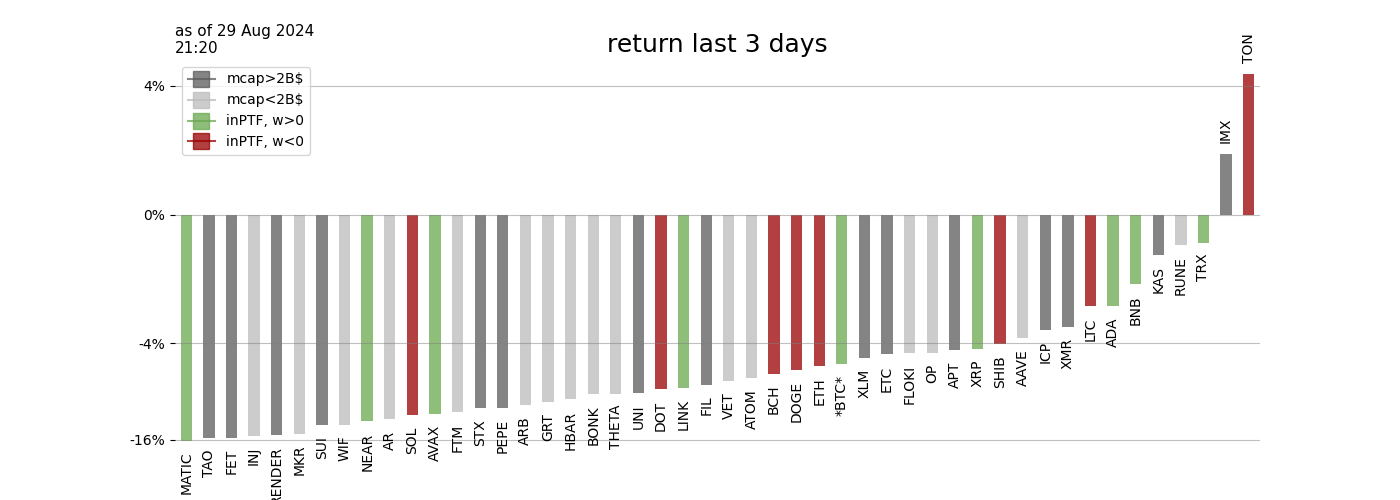 as of 29 Aug 2024
21:20
return last 3 days
mcap>2B$
mcap<2B$
inPTF, w>0
inPTF, w<0
4%
0%
-4%
-16%
MATIC
TAO
FET
INJ
RENDER
MKR
SUI
WIF
NEAR
AR
SOL
AVAX
FTM
STX
PEPE
ARB
GRT
HBAR
BONK
THETA
UNI
DOT
LINK
FIL
VET
ATOM
BCH
DOGE
ETH
*BTC*
XLM
ETC
FLOKI
OP
APT
XRP
SHIB
AAVE
ICP
XMR
LTC
ADA
BNB
KAS
RUNE
TRX
IMX
TON